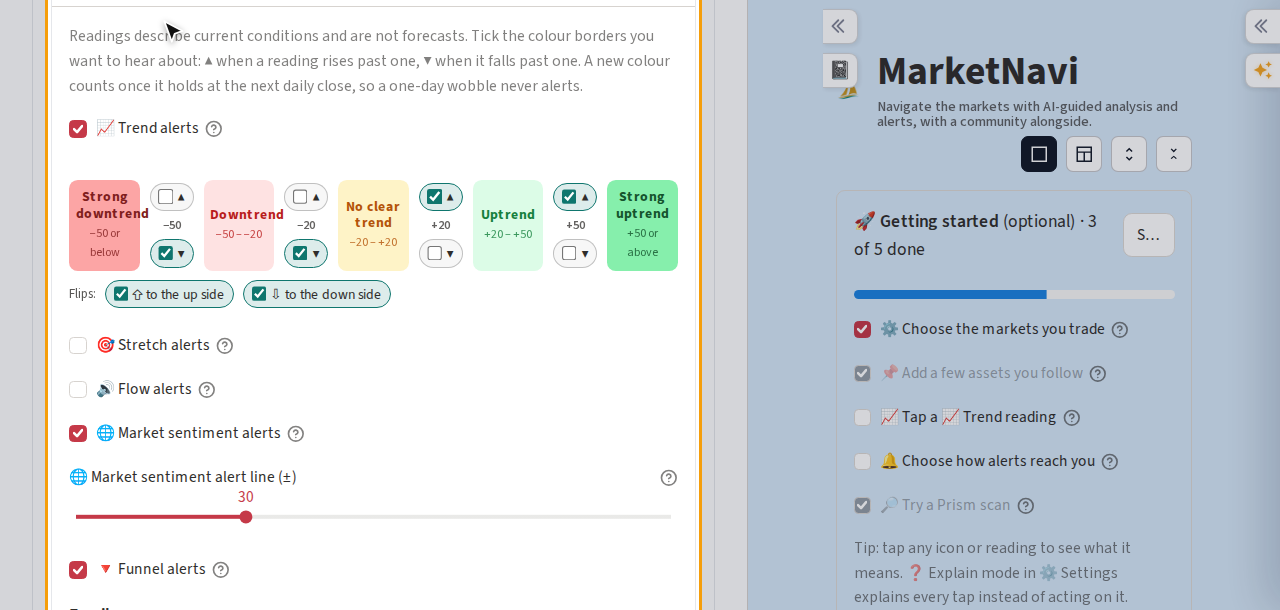 Readings describe current conditions and are not forecasts. Tick the colour borders you
want to hear about: ▲ when a reading rises past one, ▼ when it falls past one. A new colour
counts once it holds at the next daily close, so a one-day wobble never alerts.
📈 Trend alerts
Strong downtrend
−50 or below
▲
−50
▼
Downtrend
−50 – −20
▲
−20
▼
No clear trend
−20 – +20
▲
+20
▼
Uptrend
+20 – +50
▲
+50
▼
Strong uptrend
+50 or above
Flips:
⇧ to the up side
⇩ to the down side
🎯 Stretch alerts
🔊 Flow alerts
🌐 Market sentiment alerts
🌐 Market sentiment alert line (±)
30
🔻 Funnel alerts
MarketNavi
Navigate the markets with AI-guided analysis and
alerts, with a community alongside.
🚀 Getting started (optional) · 3
of 5 done
S…
⚙️ Choose the markets you trade
📌 Add a few assets you follow
📈 Tap a 📈 Trend reading
🔔 Choose how alerts reach you
🔎 Try a Prism scan
Tip: tap any icon or reading to see what it
means. ❓ Explain mode in ⚙️ Settings
explains every tap instead of acting on it.